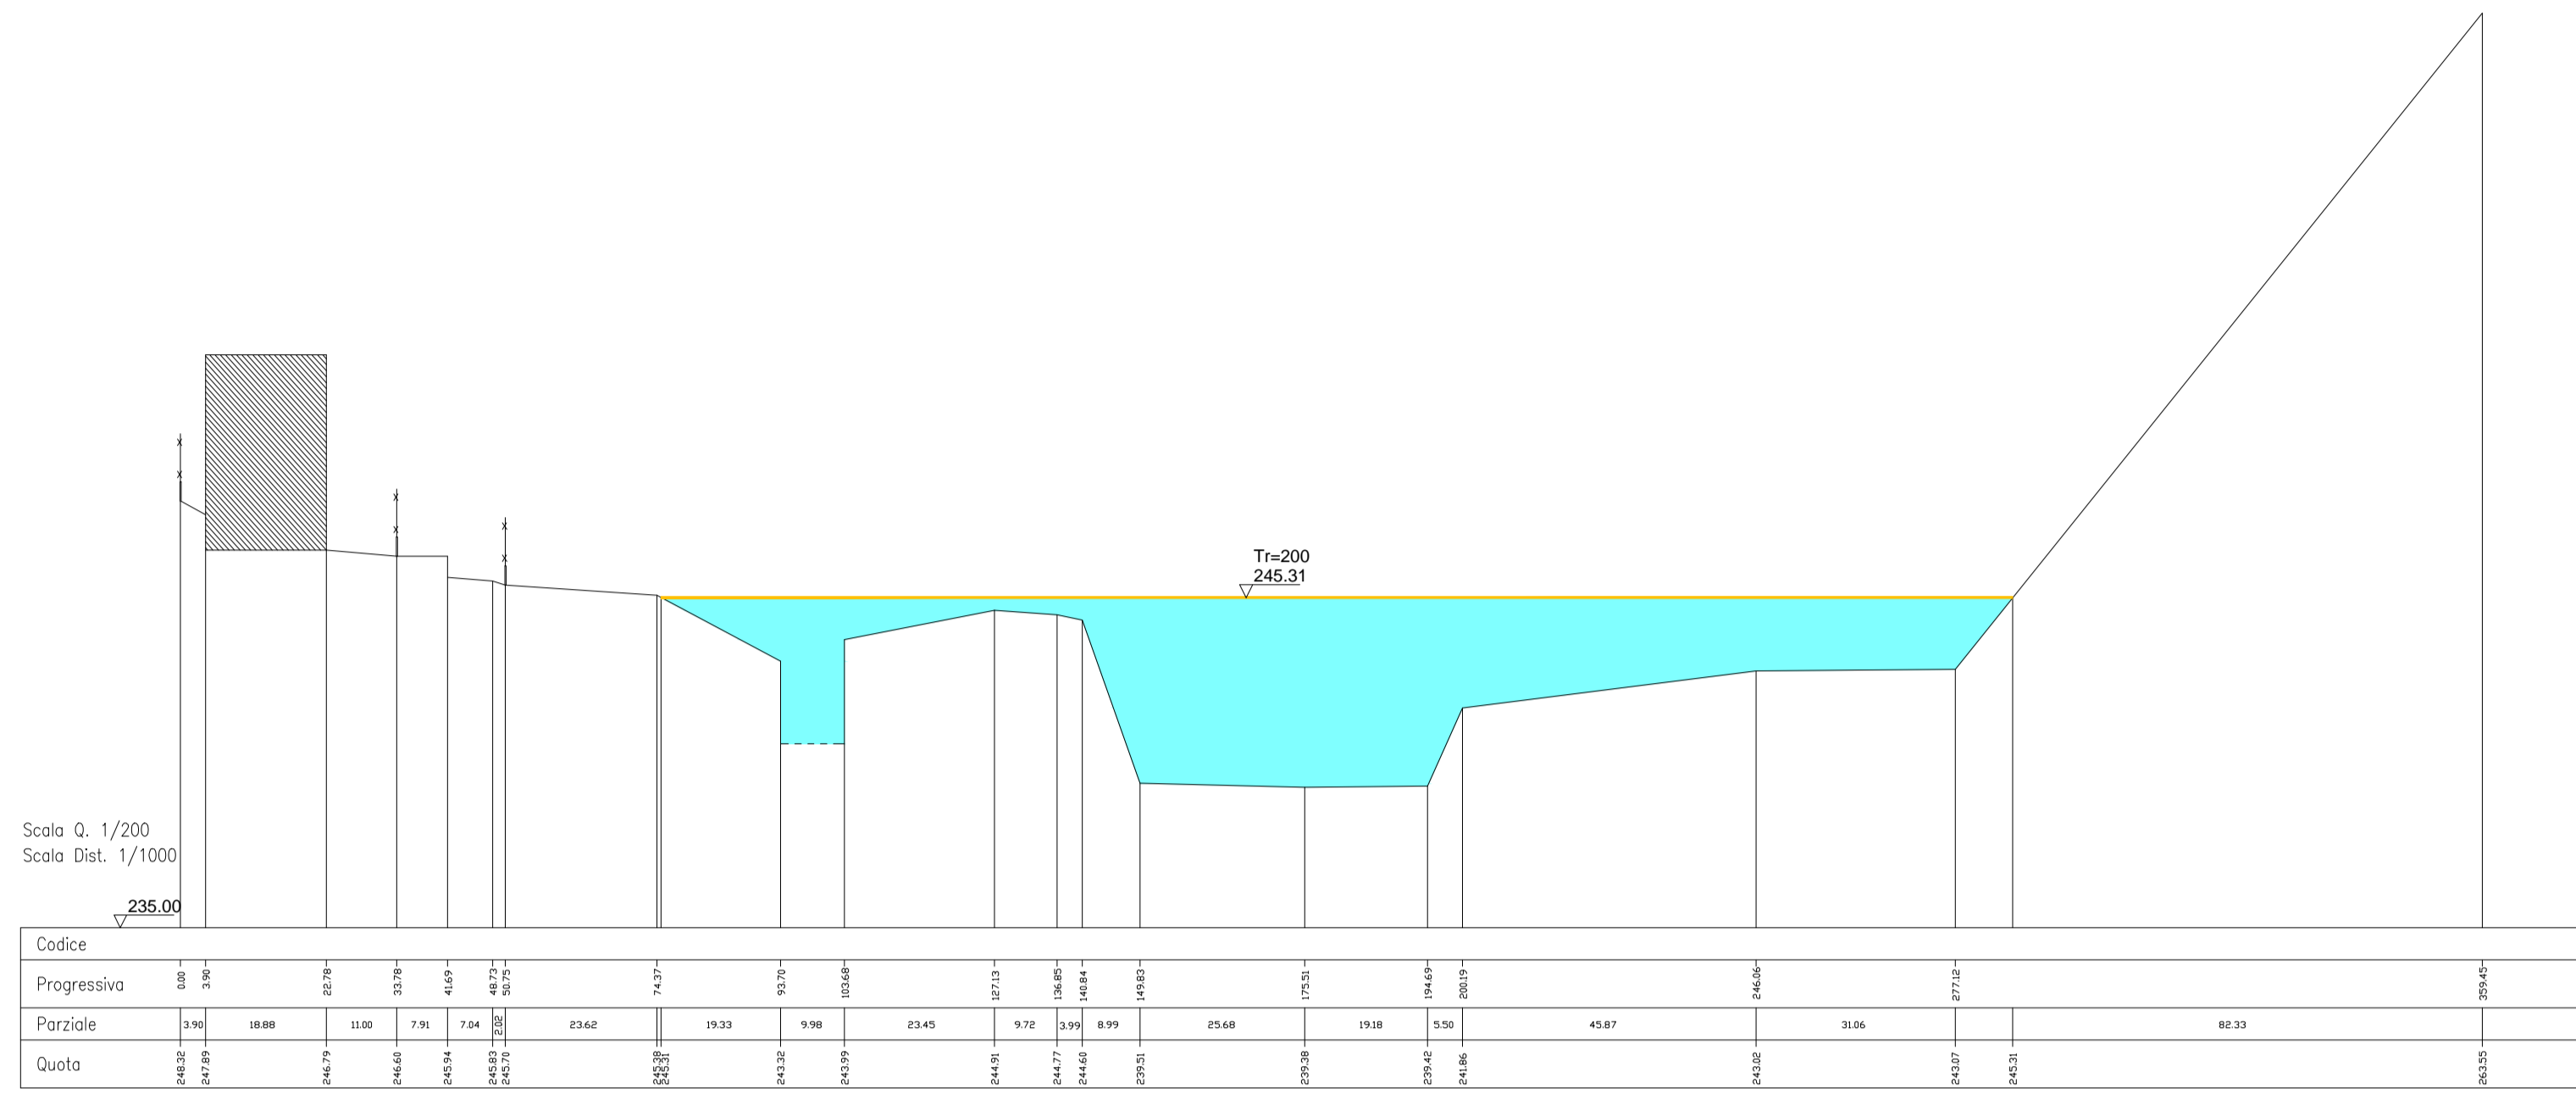 Tr=200
245.31
Scala Q. 1/200
Scala Dist. 1/1000
235.00
Codice
Progressiva 0.00 3.90 22.78 33.78 41.69 48.73 50.75 74.37 93.70 103.68 127.13 136.85 140.84 149.83 175.51 194.69 200.19 246.06 277.12 359.45
Parziale 3.90 18.88 11.00 7.91 7.04 2.02 23.62 19.33 9.98 23.45 9.72 3.99 8.99 25.68 19.18 5.50 45.87 31.06 82.33
Quota 248.32 247.89 246.79 246.60 245.94 245.83 245.70 245.38 245.31 243.32 243.99 244.91 244.77 244.60 239.51 239.38 239.42 241.86 243.02 243.07 245.31 263.55